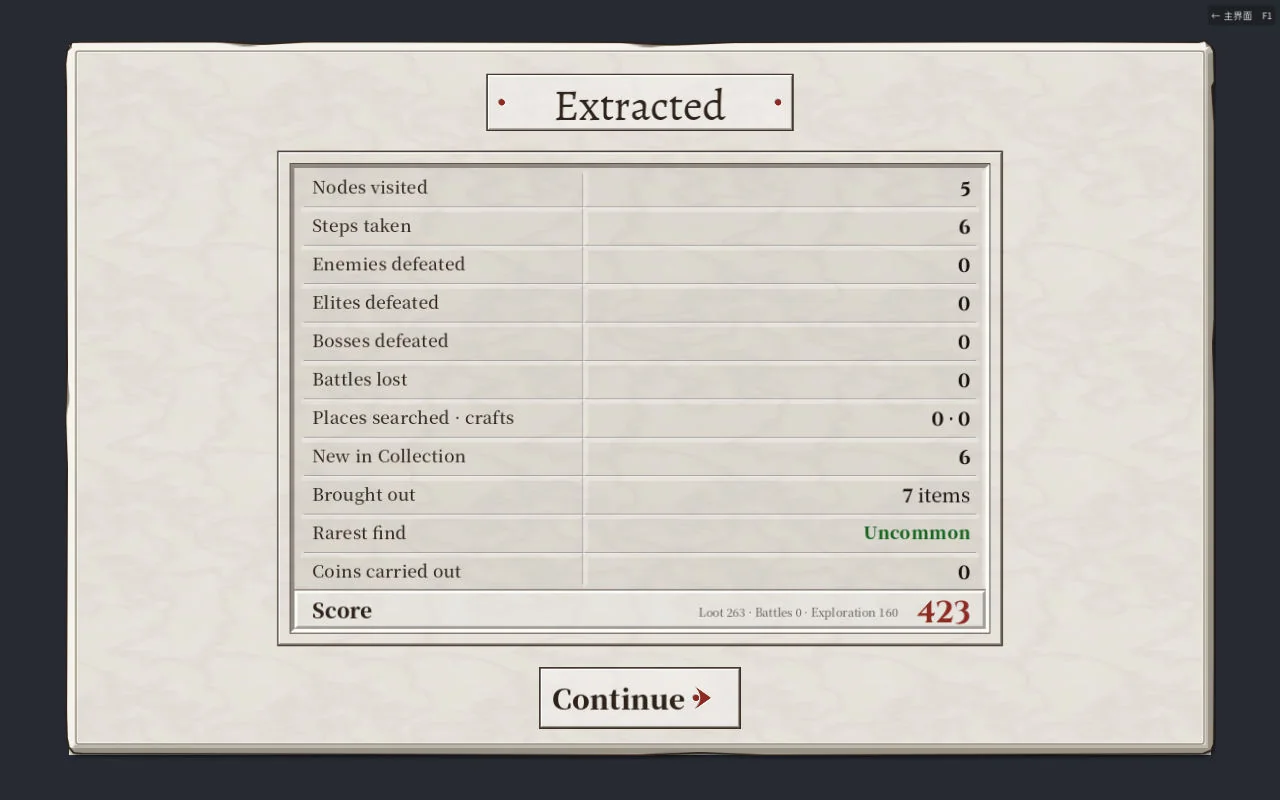 ← 主界面 F1
Extracted
Nodes visited 5
Steps taken 6
Enemies defeated 0
Elites defeated 0
Bosses defeated 0
Battles lost 0
Places searched · crafts 0 · 0
New in Collection 6
Brought out 7 items
Rarest find Uncommon
Coins carried out 0
Score Loot 263 · Battles 0 · Exploration 160 423
Continue